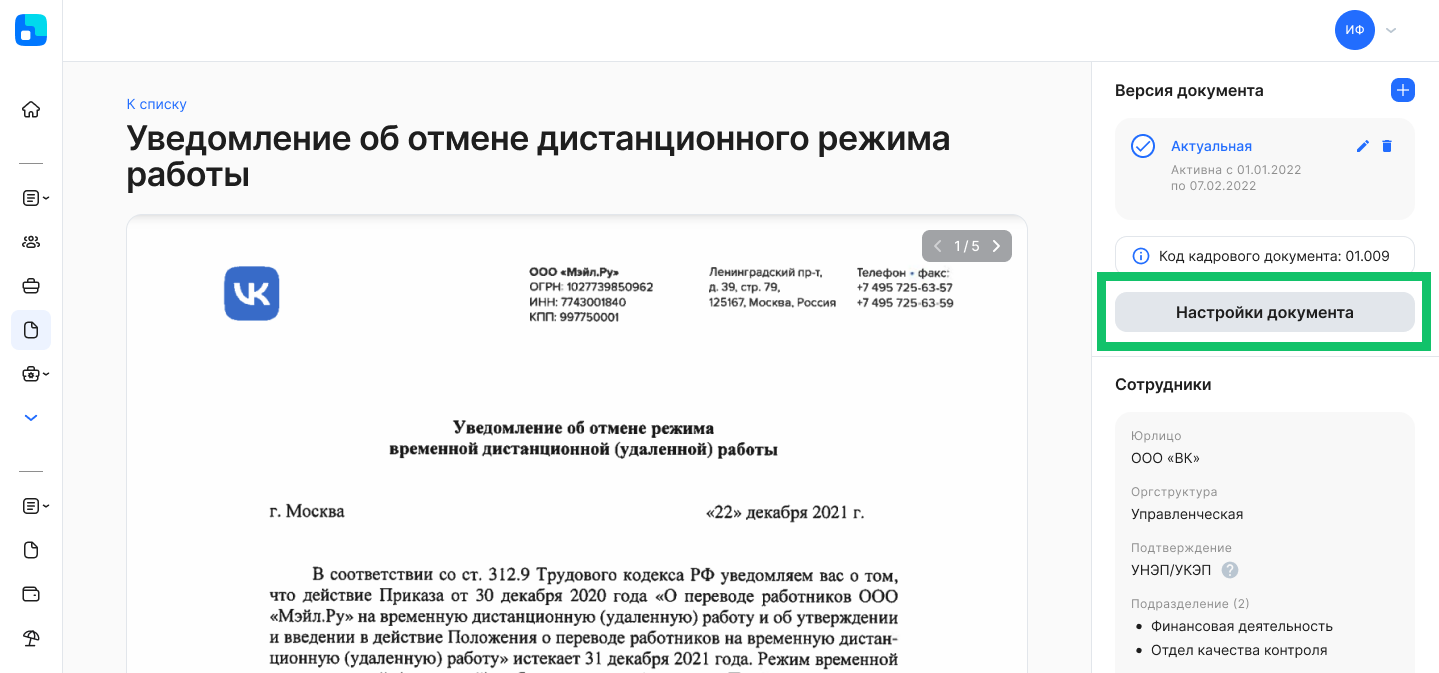 ИФ
К списку
Уведомление об отмене дистанционного режима
работы
1 / 5
ООО «Мэйл.Ру»
ОГРН: 1027739850962
ИНН: 7743001840
КПП: 997750001
Ленинградский пр-т,
д. 39, стр. 79,
125167, Москва, Россия
Телефон • факс:
+7 495 725-63-57
+7 495 725-63-59
Уведомление об отмене режима
временной дистанционной (удаленной) работы
г. Москва
«22» декабря 2021 г.
В соответствии со ст. 312.9 Трудового кодекса РФ уведомляем вас о том,
что действие Приказа от 30 декабря 2020 года «О переводе работников ООО
«Мэйл.Ру» на временную дистанционную (удаленную) работу и об утверждении
и введении в действие Положения о переводе работников на временную дистан-
ционную (удаленную) работу» истекает 31 декабря 2021 года. Режим временной
Версия документа
Актуальная
Активна с 01.01.2022
по 07.02.2022
Код кадрового документа: 01.009
Настройки документа
Сотрудники
Юрлицо
ООО «ВК»
Оргструктура
Управленческая
Подтверждение
УНЭП/УКЭП ?
Подразделение (2)
• Финансовая деятельность
• Отдел качества контроля